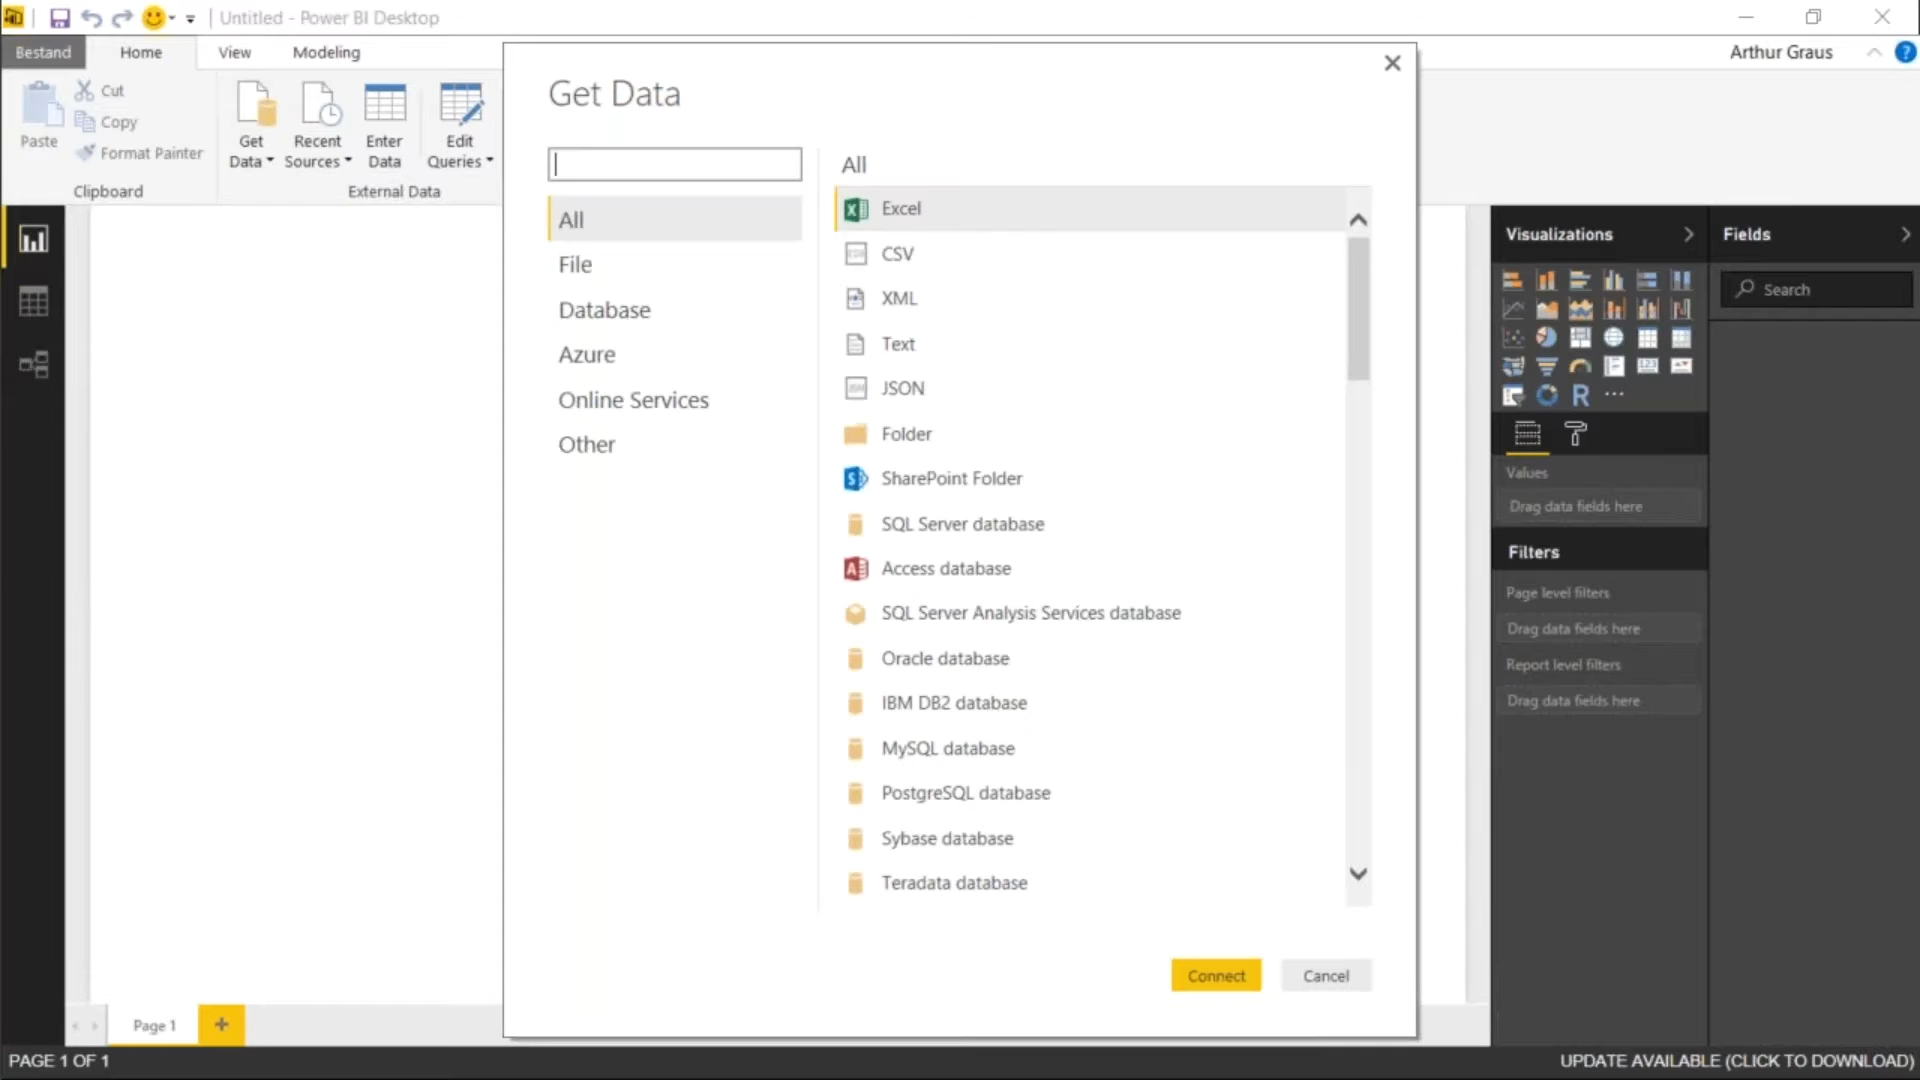 Untitled - Power BI Desktop
Bestand
Home
View
Modeling
Arthur Graus
?
Paste
Cut
Copy
Format Painter
Clipboard
Get Data
Recent Sources
Enter Data
Edit Queries
External Data
Get Data
All
File
Database
Azure
Online Services
Other
All
Excel
CSV
XML
Text
JSON
Folder
SharePoint Folder
SQL Server database
Access database
SQL Server Analysis Services database
Oracle database
IBM DB2 database
MySQL database
PostgreSQL database
Sybase database
Teradata database
Connect
Cancel
Visualizations
Fields
Search
R
Values
Drag data fields here
Filters
Page level filters
Drag data fields here
Report level filters
Drag data fields here
Page 1
PAGE 1 OF 1
UPDATE AVAILABLE (CLICK TO DOWNLOAD)